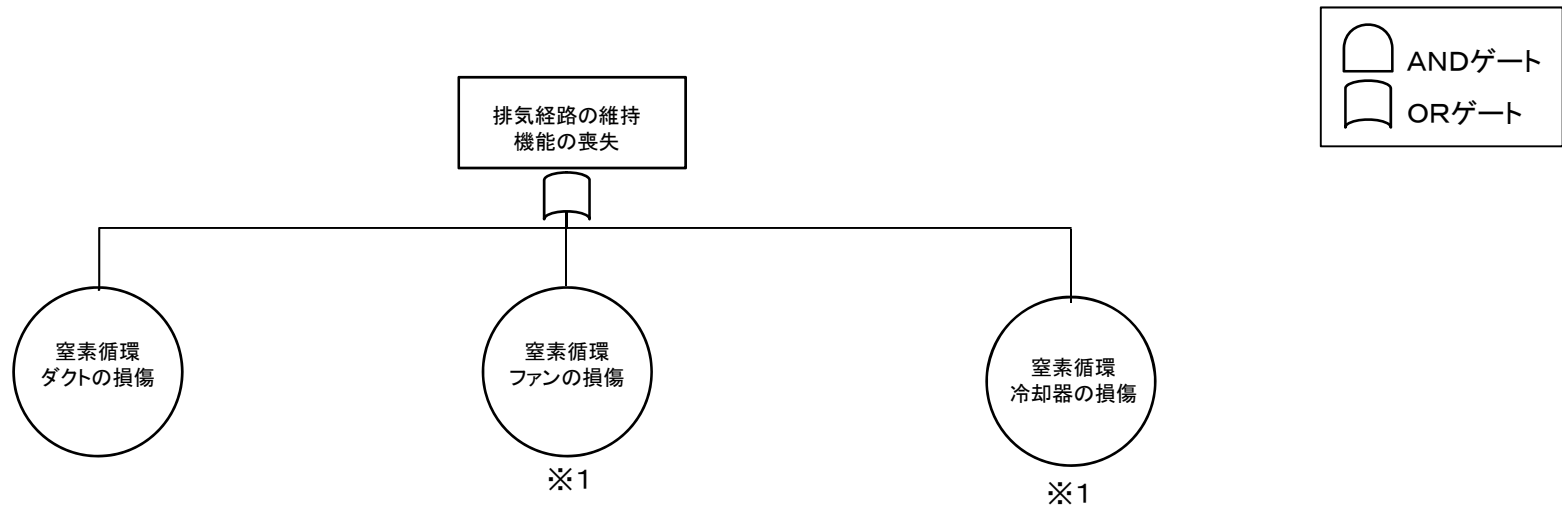 ANDゲート
ORゲート
排気経路の維持
機能の喪失
窒素循環
ダクトの損傷
窒素循環
ファンの損傷
※1
窒素循環
冷却器の損傷
※1